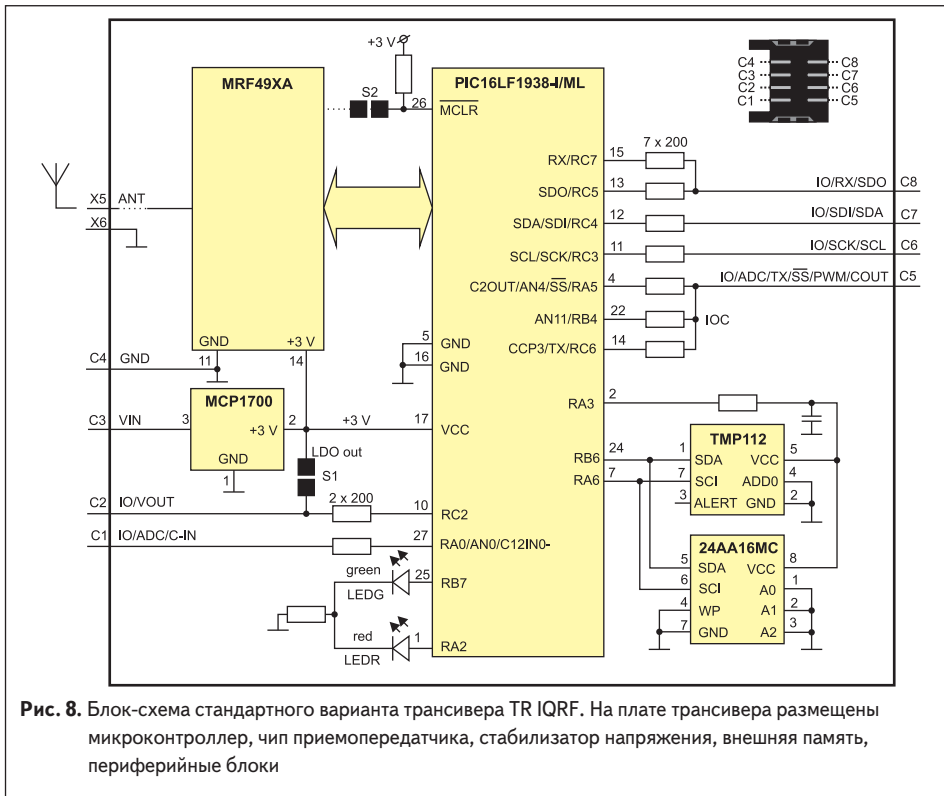 +3 V
MRF49XA
S2
26
PIC16LF1938-I/ML
MCLR
C4 C8
C3 C7
C2 C6
C1 C5
7 x 200
RX/RC7 15
SDO/RC5 13 IO/RX/SDO C8
SDA/SDI/RC4 12 IO/SDI/SDA C7
SCL/SCK/RC3 11 IO/SCK/SCL C6
C2OUT/AN4/SS/RA5 4 IO/ADC/TX/SS/PWM/COUT C5
AN11/RB4 22 IOC
CCP3/TX/RC6 14
X5 ANT
X6
5 GND
16 GND
GND +3 V
C4 GND 11 14
MCP1700
C3 VIN 3 +3 V 2 +3 V 17 VCC
GND
1
LDO out
S1
C2 IO/VOUT 2 x 200 10 RC2
C1 IO/ADC/C-IN 27 RA0/AN0/C12IN0-
green 25 RB7
LEDG
red 1 RA2
LEDR
RA3 2
RB6 24
RA6 7
TMP112
1 SDA VCC 5
7 SCI ADD0 4
3 ALERT GND 2
24AA16MC
5 SDA VCC 8
6 SCI A0 1
4 WP A1 2
7 GND A2 3
Рис. 8. Блок-схема стандартного варианта трансивера TR IQRF. На плате трансивера размещены
микроконтроллер, чип приемопередатчика, стабилизатор напряжения, внешняя память,
периферийные блоки